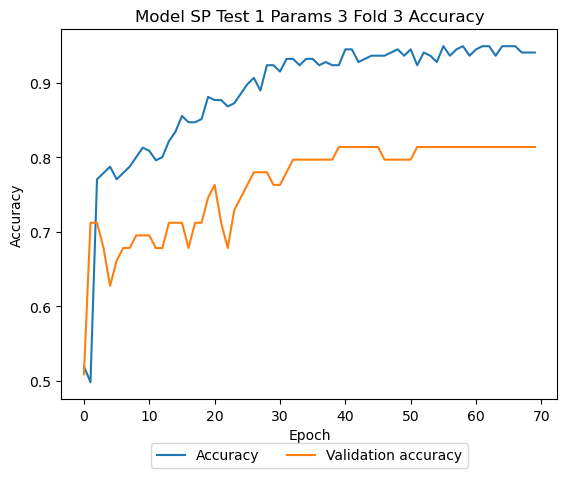 Model SP Test 1 Params 3 Fold 3 Accuracy
0.9
0.8
0.7
0.6
0.5
Accuracy
0 10 20 30 40 50 60 70
Epoch
Accuracy Validation accuracy